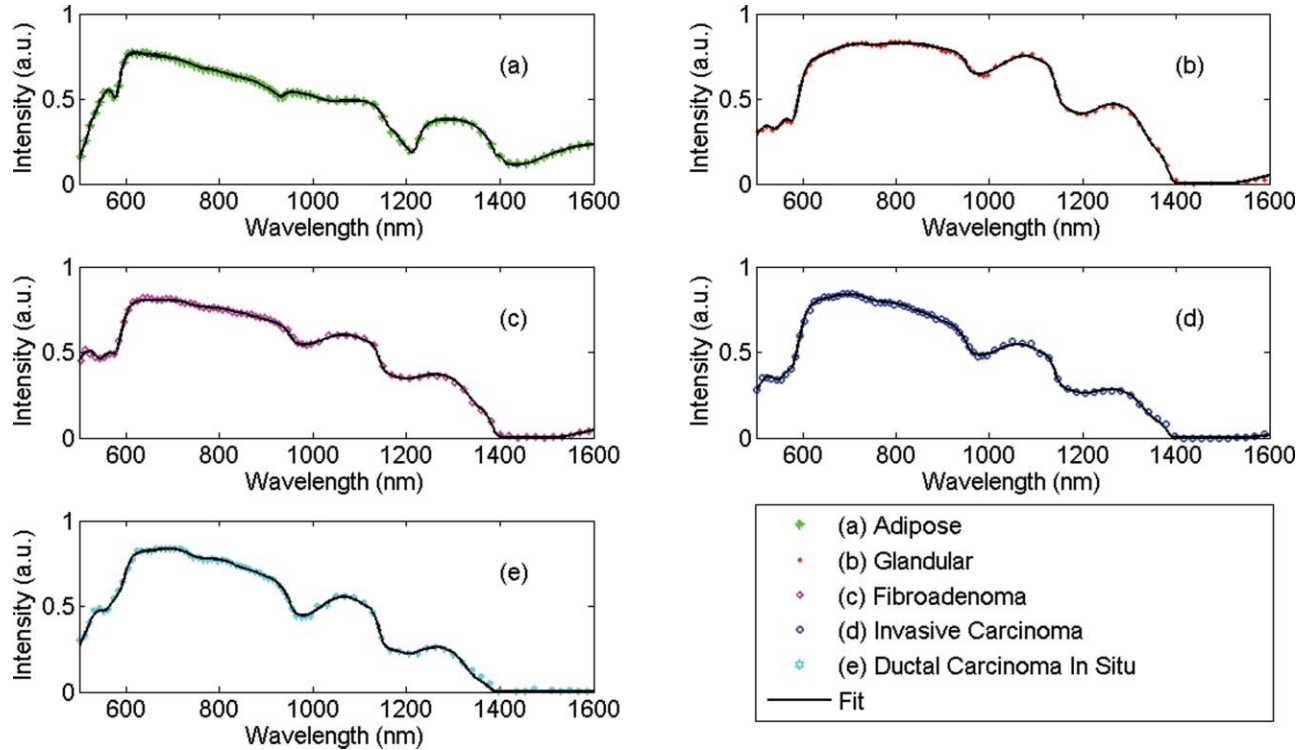 1
0.5
0
Intensity (a.u.)
(a)
600 800 1000 1200 1400 1600
Wavelength (nm)
1
0.5
0
Intensity (a.u.)
(b)
600 800 1000 1200 1400 1600
Wavelength (nm)
1
0.5
0
Intensity (a.u.)
(c)
600 800 1000 1200 1400 1600
Wavelength (nm)
1
0.5
0
Intensity (a.u.)
(d)
600 800 1000 1200 1400 1600
Wavelength (nm)
1
0.5
0
Intensity (a.u.)
(e)
600 800 1000 1200 1400 1600
Wavelength (nm)
(a) Adipose
(b) Glandular
(c) Fibroadenoma
(d) Invasive Carcinoma
(e) Ductal Carcinoma In Situ
Fit